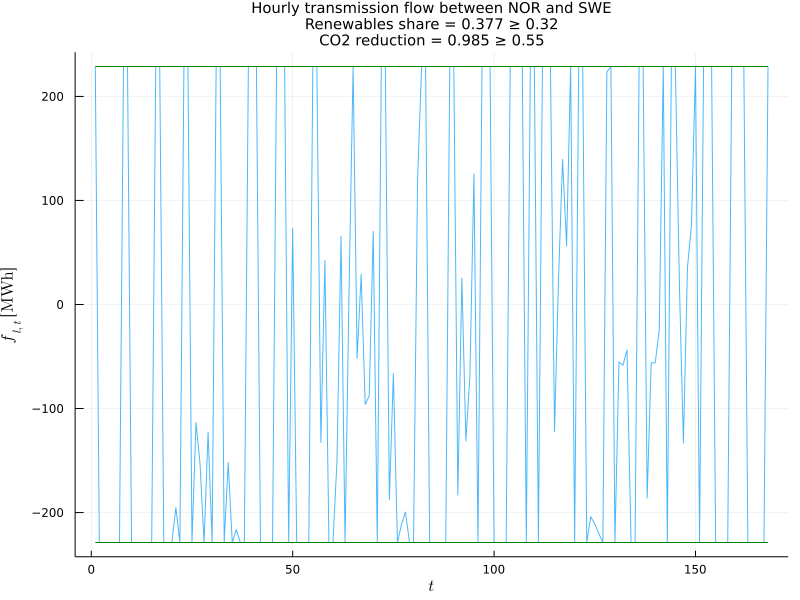 Hourly transmission flow between NOR and SWE
Renewables share = 0.377 ≥ 0.32
CO2 reduction = 0.985 ≥ 0.55
200
100
0
−100
−200
f l,t [MWh]
0
50
100
150
t